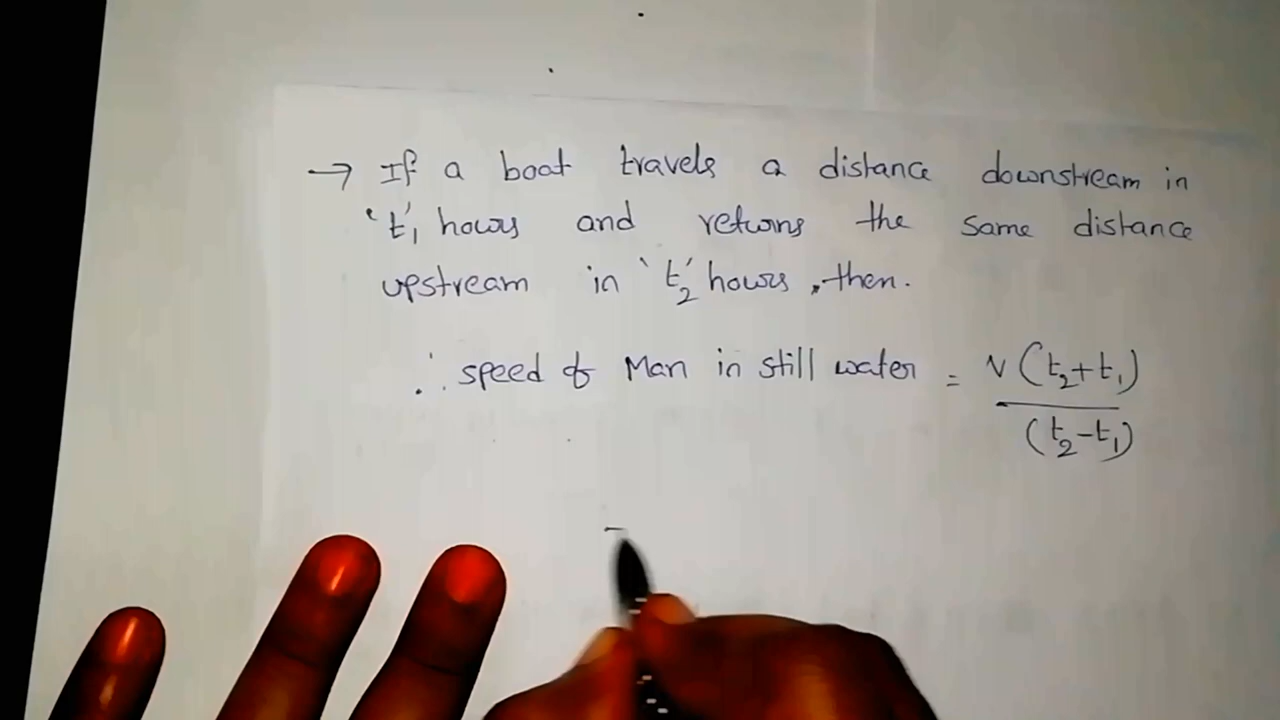 → If a boat travels a distance downstream in
't₁' hours and returns the same distance
upstream in 't₂' hours, then.
∴ speed of Man in still water = v(t₂+t₁)
(t₂-t₁)